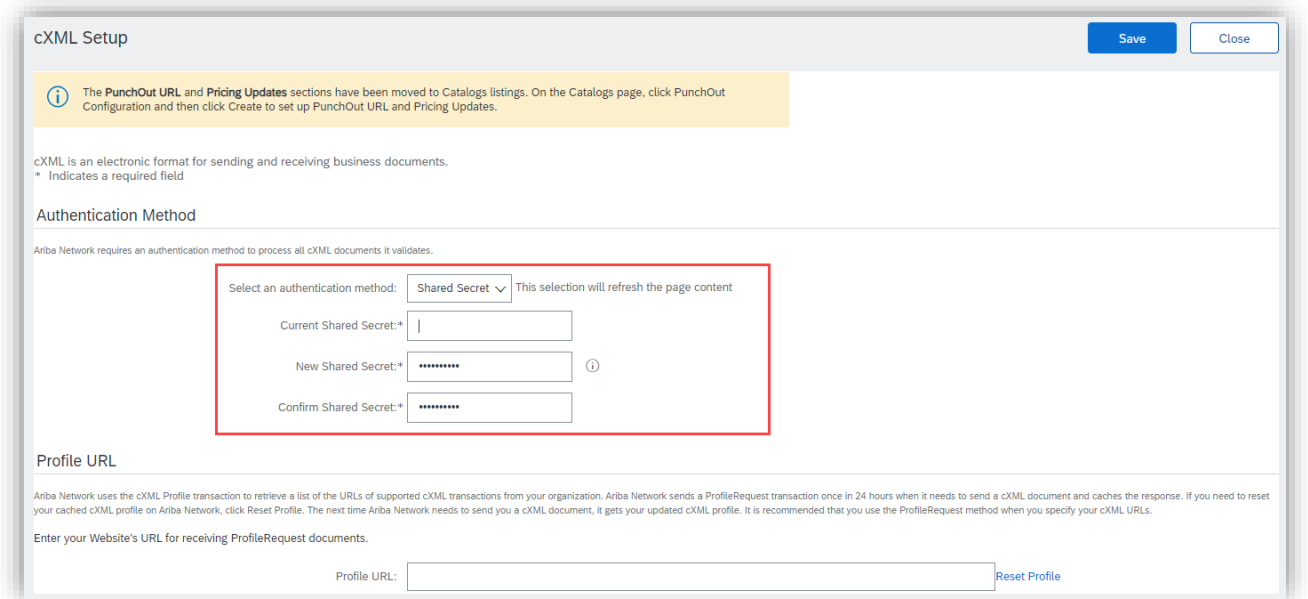 cXML Setup
Save
Close
The PunchOut URL and Pricing Updates sections have been moved to Catalogs listings. On the Catalogs page, click PunchOut
Configuration and then click Create to set up PunchOut URL and Pricing Updates.
cXML is an electronic format for sending and receiving business documents.
* Indicates a required field
Authentication Method
Ariba Network requires an authentication method to process all cXML documents it validates.
Select an authentication method: Shared Secret This selection will refresh the page content
Current Shared Secret:*
New Shared Secret:* ••••••••••
Confirm Shared Secret:* ••••••••••
Profile URL
Ariba Network uses the cXML Profile transaction to retrieve a list of the URLs of supported cXML transactions from your organization. Ariba Network sends a ProfileRequest transaction once in 24 hours when it needs to send a cXML document and caches the response. If you need to reset
your cached cXML profile on Ariba Network, click Reset Profile. The next time Ariba Network needs to send you a cXML document, it gets your updated cXML profile. It is recommended that you use the ProfileRequest method when you specify your cXML URLs.
Enter your Website's URL for receiving ProfileRequest documents.
Profile URL: Reset Profile